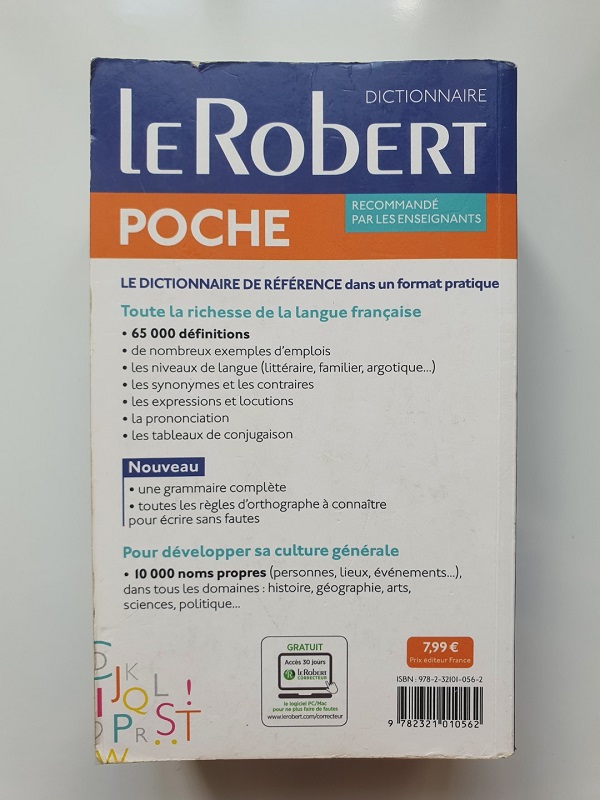 DICTIONNAIRE
leRobERT
POCHE
RECOMMANDÉ
PAR LES ENSEIGNANTS
LE DICTIONNAIRE DE RÉFÉRENCE dans un format pratique
Toute la richesse de la langue française
• 65 000 définitions
• de nombreux exemples d'emplois
• les niveaux de langue (littéraire, familier, argotique...)
• les synonymes et les contraires
• les expressions et locutions
• la prononciation
• les tableaux de conjugaison
Nouveau
• une grammaire complète
• toutes les règles d'orthographe à connaître
pour écrire sans fautes
Pour développer sa culture générale
• 10 000 noms propres (personnes, lieux, événements...),
dans tous les domaines : histoire, géographie, arts,
sciences, politique...
GRATUIT
Accès 30 jours
le Robert
CORRECTEUR
le logiciel PC/Mac
pour ne plus faire de fautes
www.lerobert.com/correcteur
7,99 €
Prix éditeur France
ISBN : 978-2-32101-056-2
9 782321 010562
J K
I J Q L !
O P R S T
W